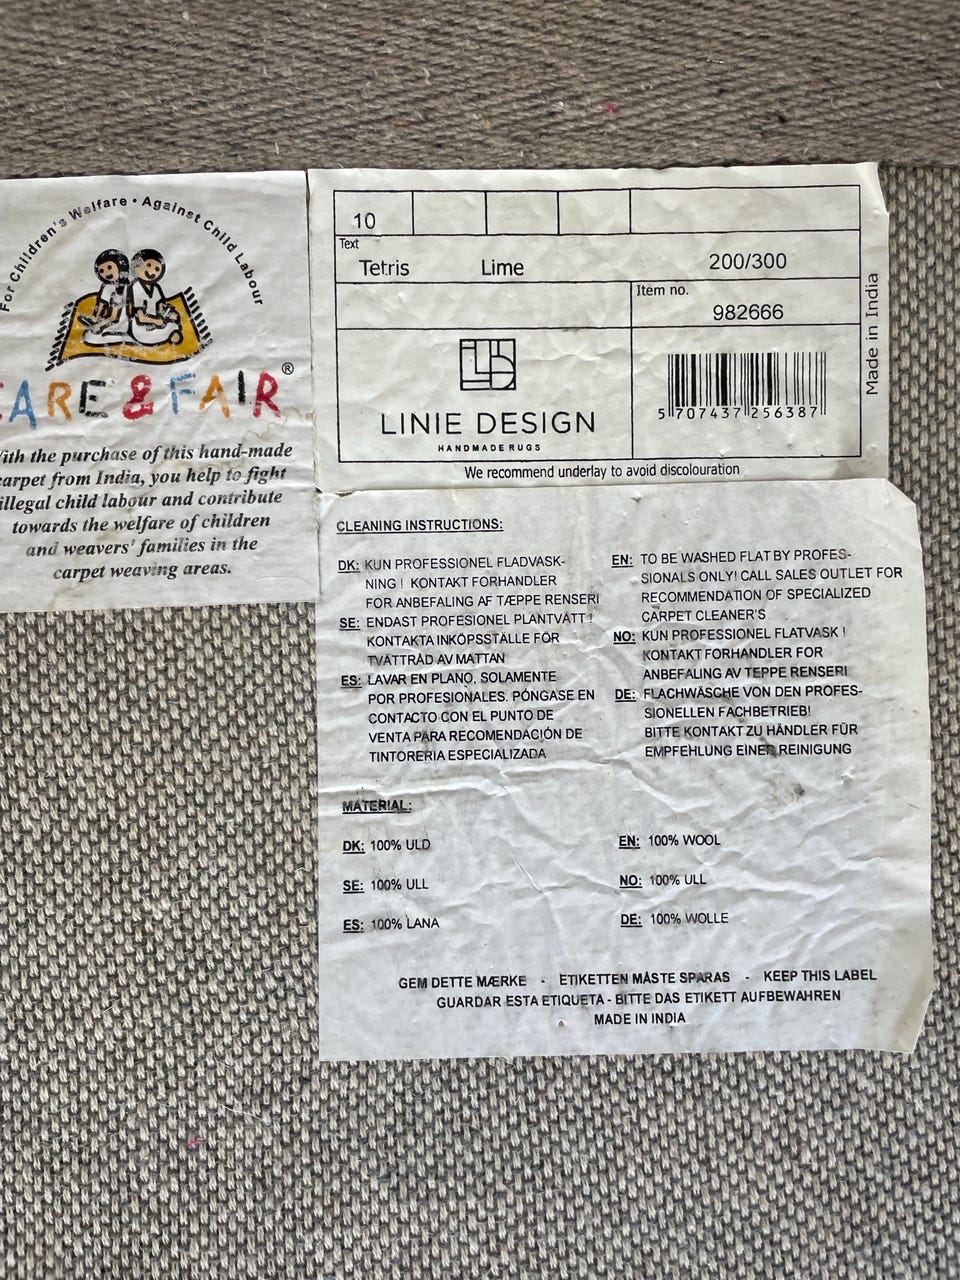 For Children's Welfare • Against Child Labour
CARE & FAIR®
With the purchase of this hand-made
carpet from India, you help to fight
illegal child labour and contribute
towards the welfare of children
and weavers' families in the
carpet weaving areas.
10
Text
Tetris Lime 200/300
Item no.
982666
LINIE DESIGN
HANDMADE RUGS
5 707437 256387
Made in India
We recommend underlay to avoid discolouration
CLEANING INSTRUCTIONS:
DK: KUN PROFESSIONEL FLADVASK-
NING ! KONTAKT FORHANDLER
FOR ANBEFALING AF TÆPPE RENSERI
SE: ENDAST PROFESIONEL PLANTVÄTT !
KONTAKTA INKÖPSSTÄLLE FÖR
TVÄTTRÅD AV MATTAN
ES: LAVAR EN PLANO, SOLAMENTE
POR PROFESIONALES. PÓNGASE EN
CONTACTO CON EL PUNTO DE
VENTA PARA RECOMENDACIÓN DE
TINTORERIA ESPECIALIZADA
EN: TO BE WASHED FLAT BY PROFES-
SIONALS ONLY! CALL SALES OUTLET FOR
RECOMMENDATION OF SPECIALIZED
CARPET CLEANER'S
NO: KUN PROFESSIONEL FLATVASK !
KONTAKT FORHANDLER FOR
ANBEFALING AV TEPPE RENSERI
DE: FLACHWÄSCHE VON DEN PROFES-
SIONELLEN FACHBETRIEB!
BITTE KONTAKT ZU HÄNDLER FÜR
EMPFEHLUNG EINER REINIGUNG
MATERIAL:
DK: 100% ULD
SE: 100% ULL
ES: 100% LANA
EN: 100% WOOL
NO: 100% ULL
DE: 100% WOLLE
GEM DETTE MÆRKE - ETIKETTEN MÅSTE SPARAS - KEEP THIS LABEL
GUARDAR ESTA ETIQUETA - BITTE DAS ETIKETT AUFBEWAHREN
MADE IN INDIA